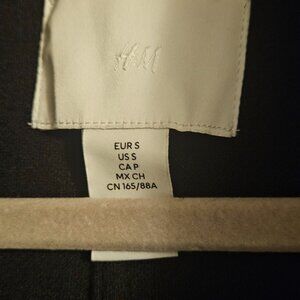 H&M
EUR S
US S
CA P
MX CH
CN 165/88A